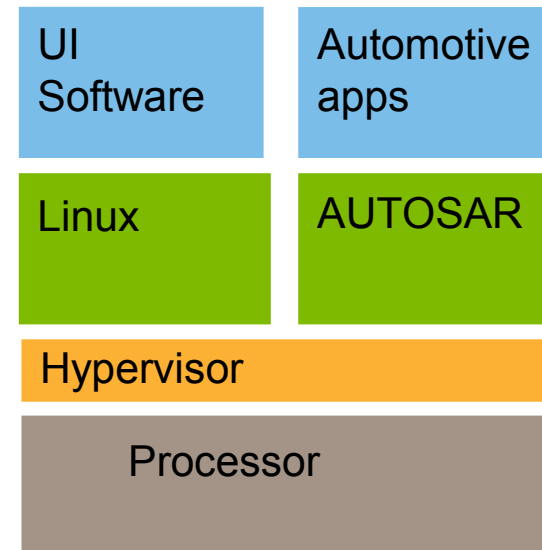 UI
Software
Automotive
apps
Linux
AUTOSAR
Hypervisor
Processor